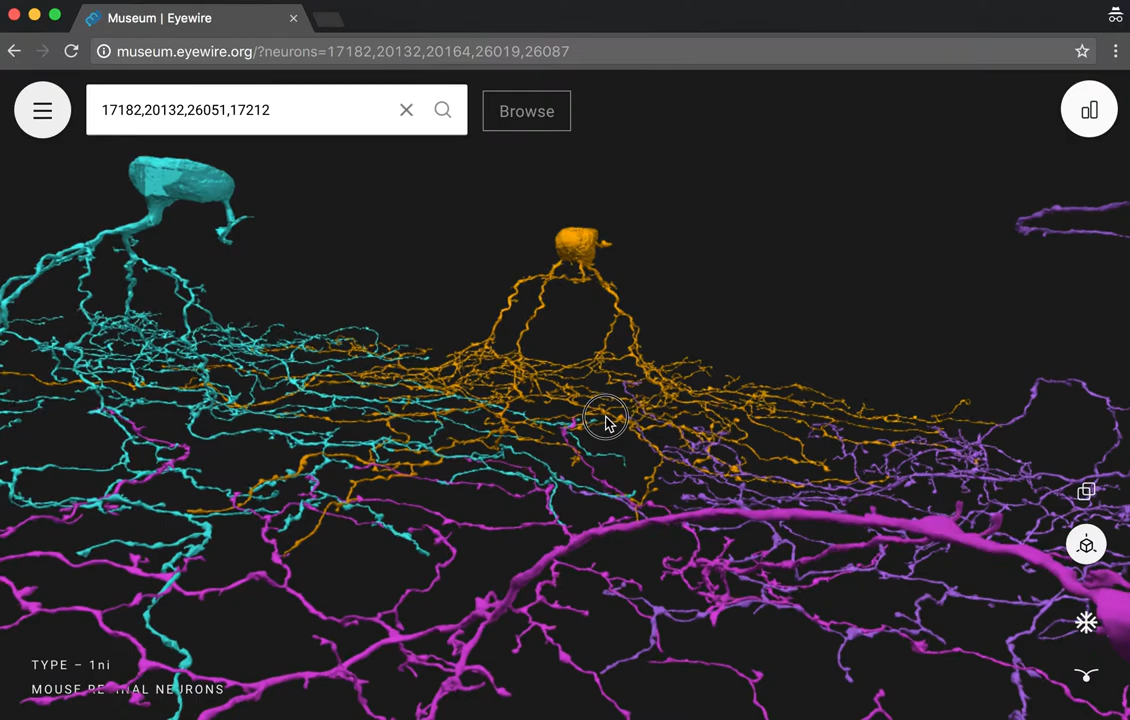 Museum | Eyewire
museum.eyewire.org/?neurons=17182,20132,20164,26019,26087
17182,20132,26051,17212
Browse
TYPE – 1ni
MOUSE RETINAL NEURONS